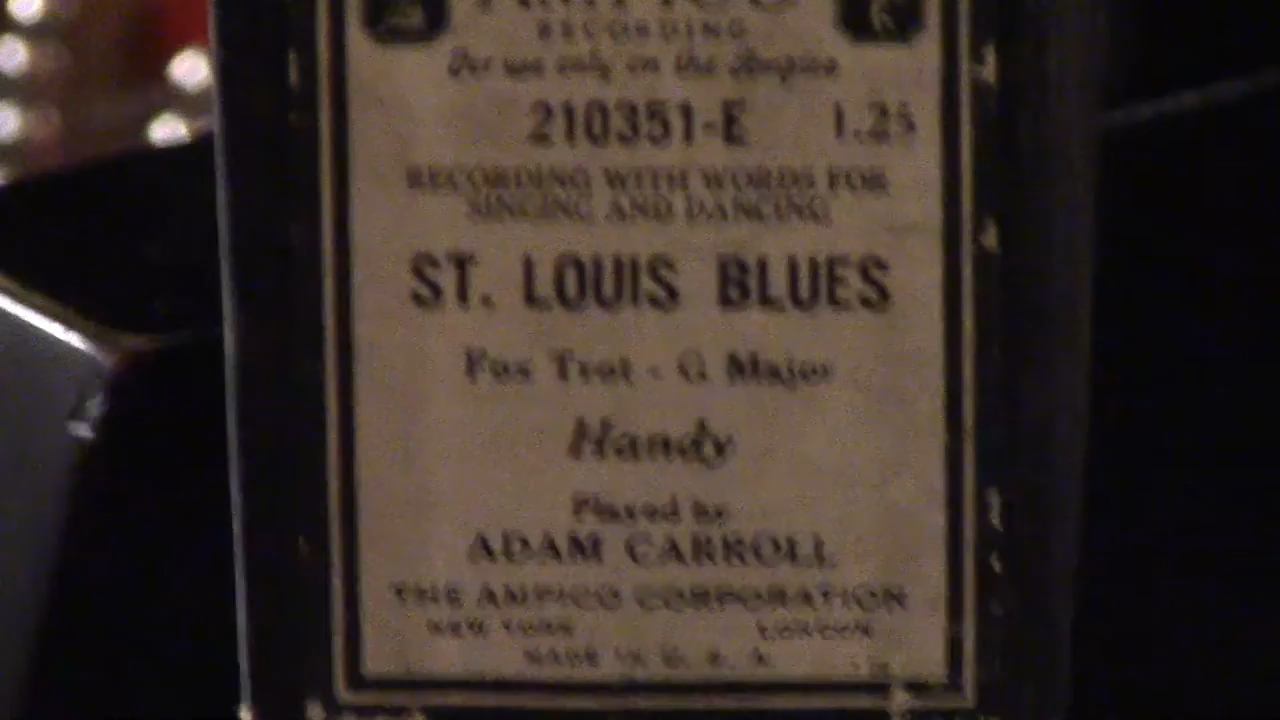 AMPICO
RECORDING
For use only on the Ampico
210351-E 1.25
RECORDING WITH WORDS FOR
SINGING AND DANCING
ST. LOUIS BLUES
Fox Trot - G Major
Handy
Played by
ADAM CARROLL
THE AMPICO CORPORATION
NEW YORK LONDON
MADE IN U. S. A.